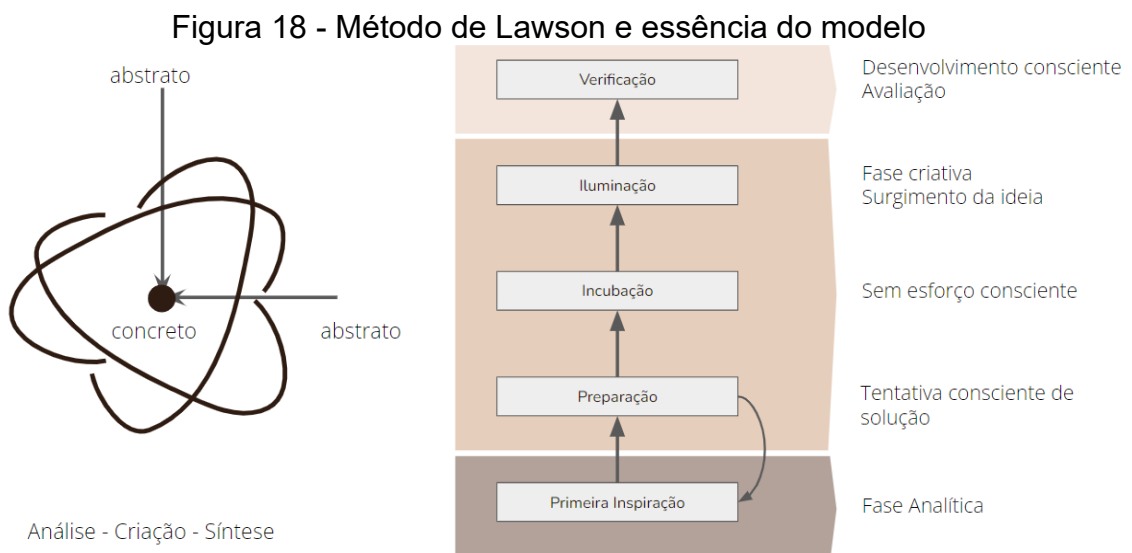 Figura 18 - Método de Lawson e essência do modelo
abstrato
concreto
abstrato
Análise - Criação - Síntese
Verificação
Desenvolvimento consciente
Avaliação
Iluminação
Fase criativa
Surgimento da ideia
Incubação
Sem esforço consciente
Preparação
Tentativa consciente de
solução
Primeira Inspiração
Fase Analítica